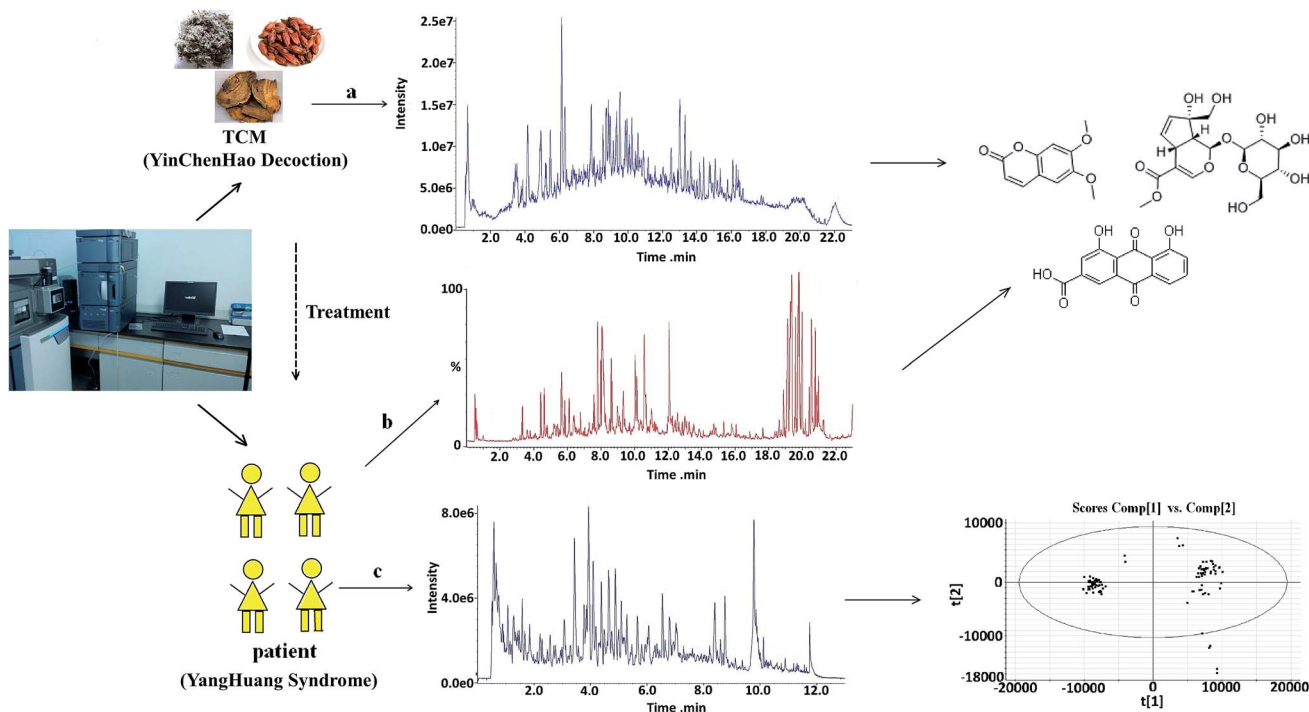 TCM
(YinChenHao Decoction)
a
Treatment
b
c
patient
(YangHuang Syndrome)
2.5e7
2.0e7
1.5e7
1.0e7
5.0e6
0.0e0
Intensity
2.0 4.0 6.0 8.0 10.0 12.0 14.0 16.0 18.0 20.0 22.0
Time .min
100
%
0
2.0 4.0 6.0 8.0 10.0 12.0 14.0 16.0 18.0 20.0 22.0
Time .min
8.0e6
4.0e6
0.0e0
Intensity
2.0 4.0 6.0 8.0 10.0 12.0
Time .min
O O O O
OH OH H H O O O O O HO OH OH OH HO
OH O OH HO O O
Scores Comp[1] vs. Comp[2]
10000
0
-10000
-18000
t[2]
-20000 -10000 0 10000 20000
t[1]